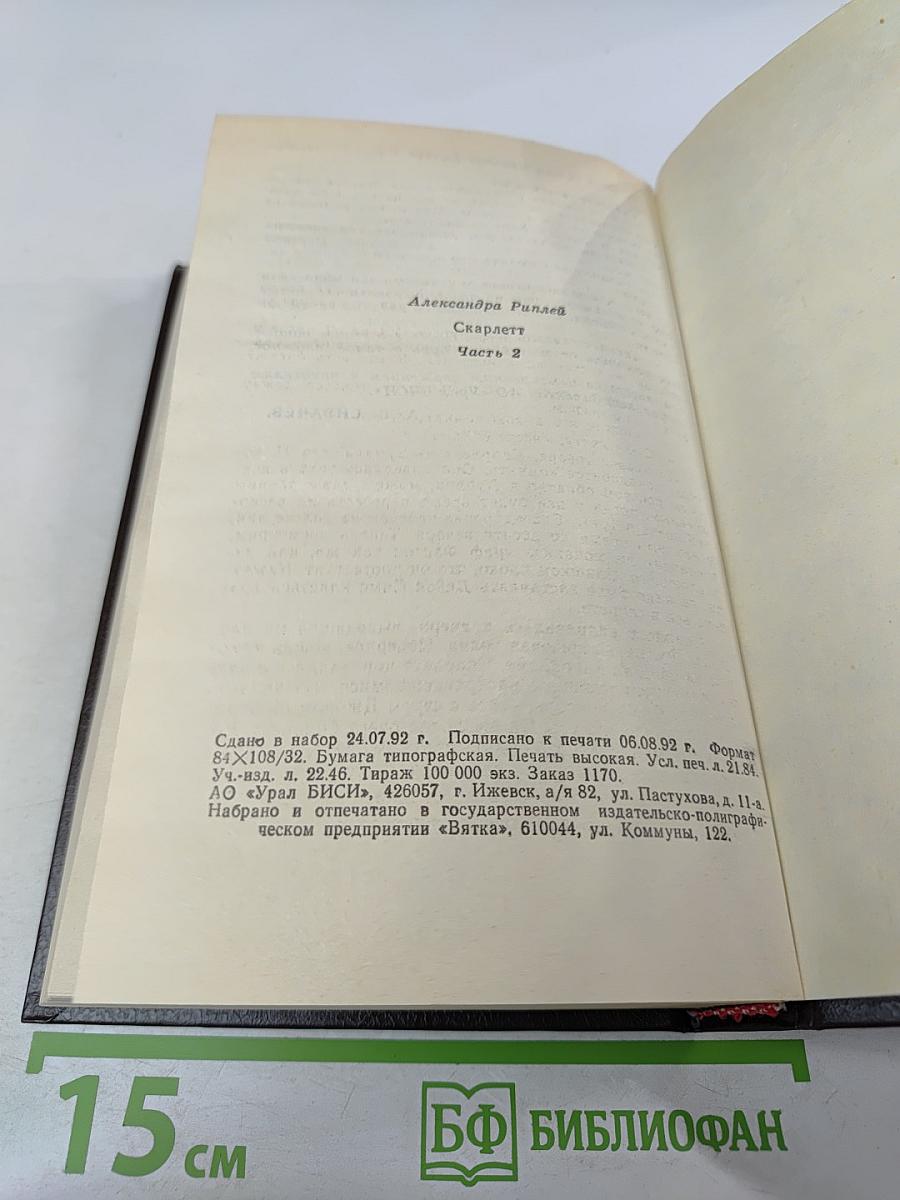 Александра Риплей
Скарлетт
Часть 2
Сдано в набор 24.07.92 г. Подписано к печати 06.08.92 г. Формат
84×108/32. Бумага типографская. Печать высокая. Усл. печ. л. 21.84.
Уч.-изд. л. 22.46. Тираж 100 000 экз. Заказ 1170.
АО «Урал БИСИ», 426057, г. Ижевск, а/я 82, ул. Пастухова, д. 11-а.
Набрано и отпечатано в государственном издательско-полиграфи-
ческом предприятии «Вятка», 610044, ул. Коммуны, 122.
15 см
БФ БИБЛИОФАН